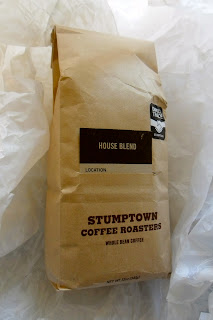 HOUSE BLEND
LOCATION
STUMPTOWN
COFFEE ROASTERS
WHOLE BEAN COFFEE